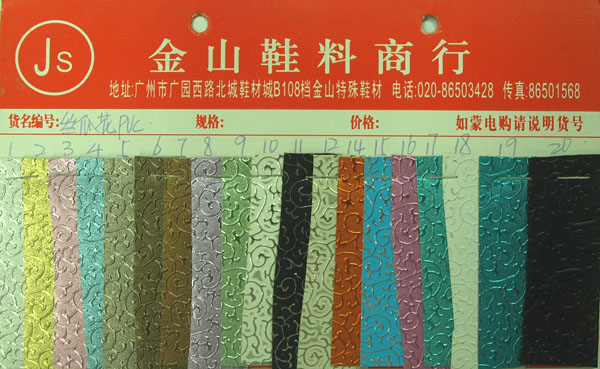 Js
金山鞋料商行
地址:广州市广园西路北城鞋材城B108档金山特殊鞋材 电话:020-86503428 传真:86501568
货名编号:丝爪花PVC 规格: 价格: 如蒙电购请说明货号
1 2 3 4 5 6 7 8 9 10 11 12 14 15 16 17 18 19 20